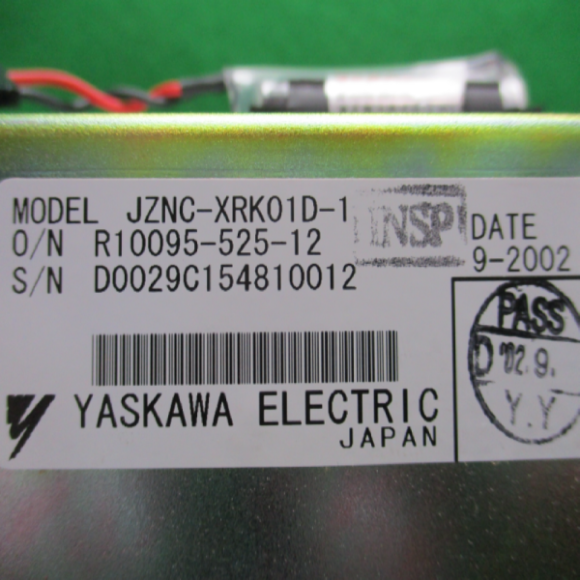 MODEL JZNC-XRK01D-1
INSP
DATE
O/N R10095-525-12
9-2002
S/N D0029C154810012
PASS
D '02.9.
Y.Y
YASKAWA ELECTRIC
JAPAN